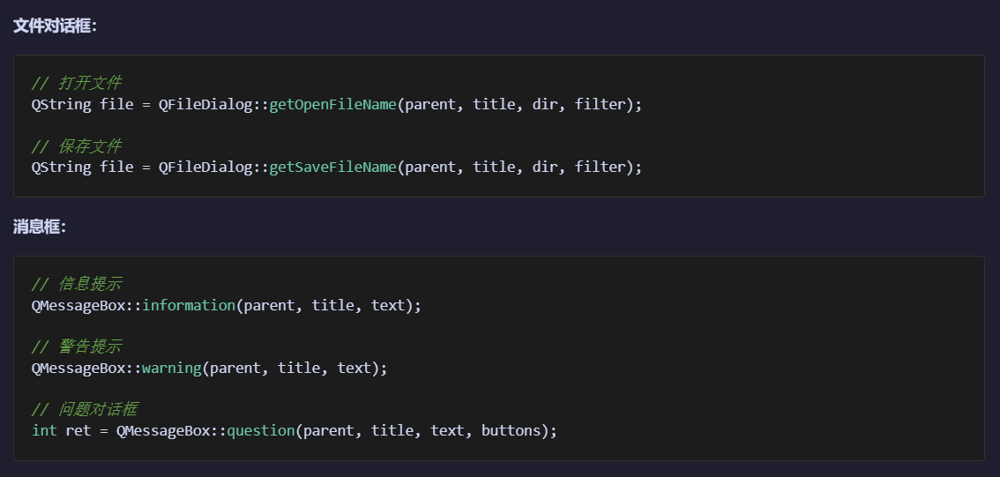 文件对话框：
// 打开文件
QString file = QFileDialog::getOpenFileName(parent, title, dir, filter);
// 保存文件
QString file = QFileDialog::getSaveFileName(parent, title, dir, filter);
消息框：
// 信息提示
QMessageBox::information(parent, title, text);
// 警告提示
QMessageBox::warning(parent, title, text);
// 问题对话框
int ret = QMessageBox::question(parent, title, text, buttons);